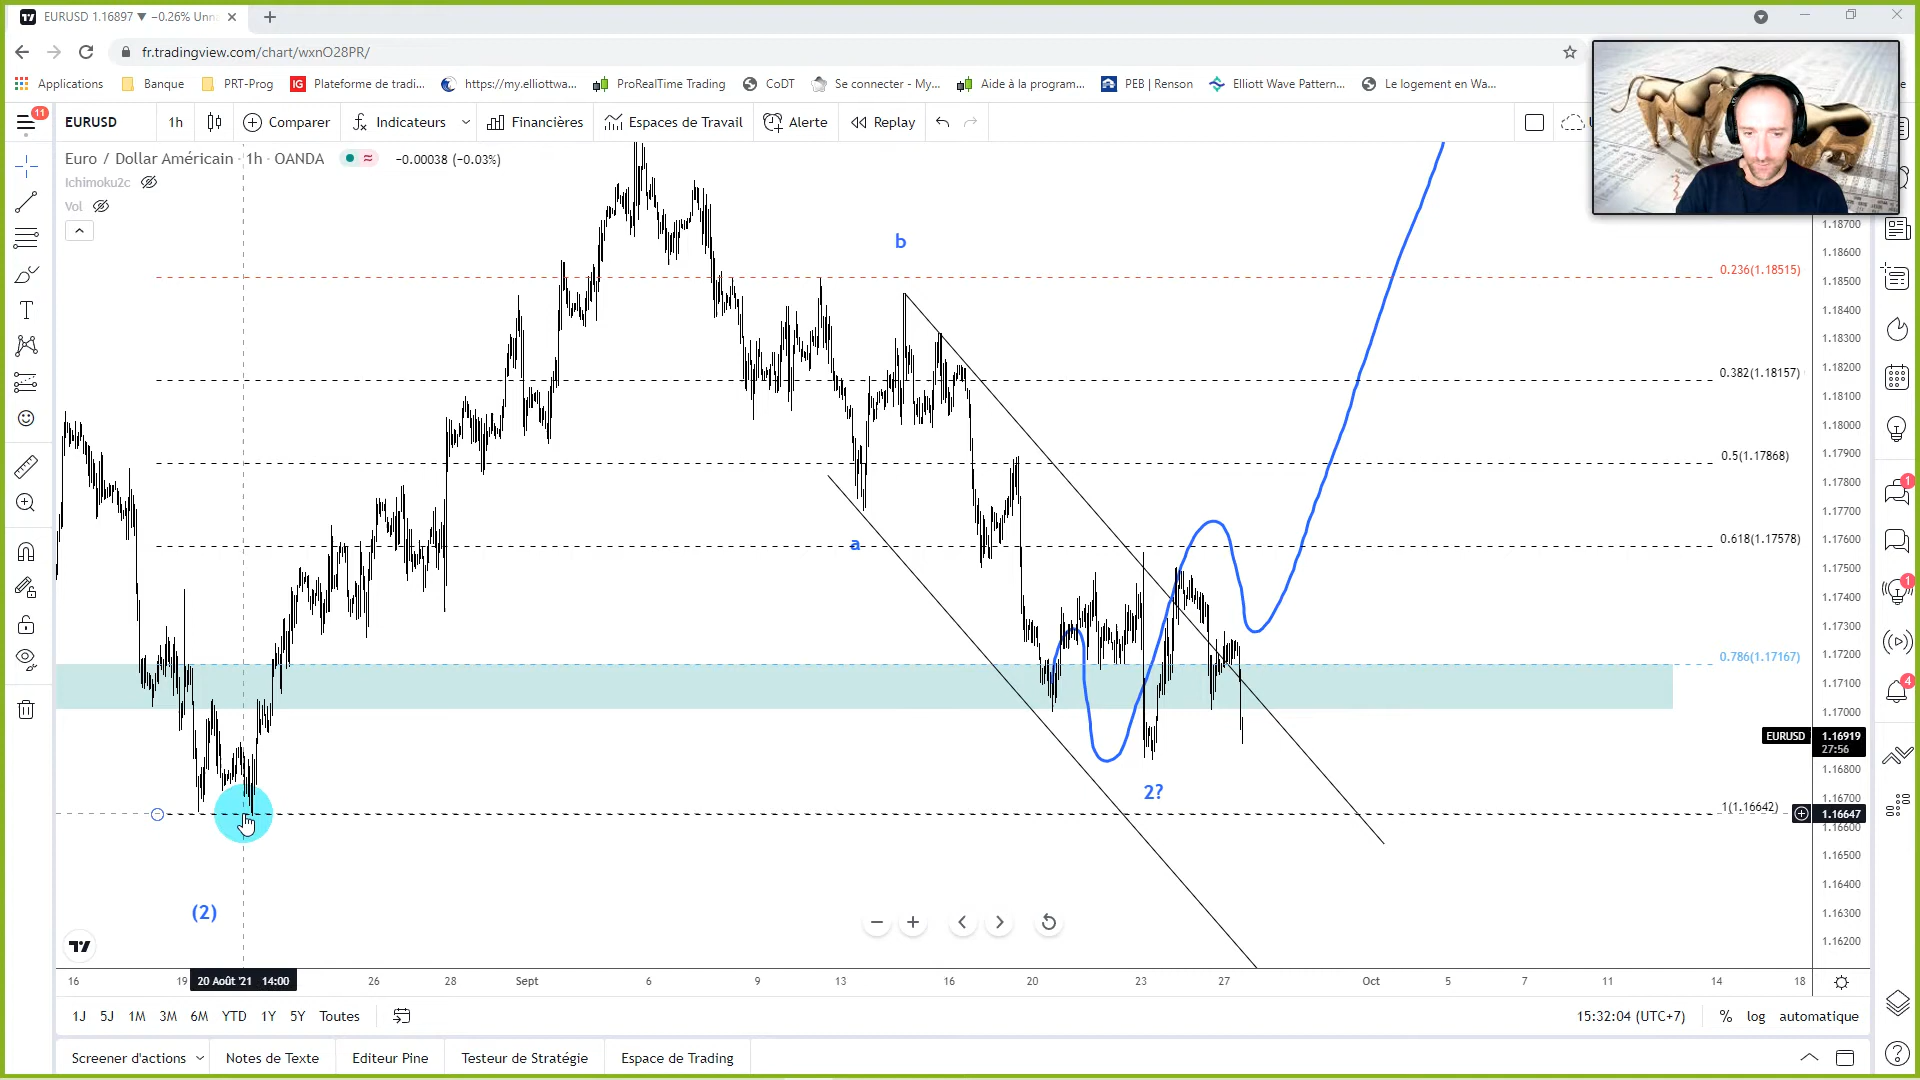 EURUSD 1.16897 ▼ −0.26% Unn
fr.tradingview.com/chart/wxnO28PR/
Applications
Banque
PRT-Prog
IG
Plateforme de tradi...
https://my.elliottwa...
ProRealTime Trading
CoDT
Se connecter - My...
Aide à la program...
PEB | Renson
Elliott Wave Pattern...
Le logement en Wa...
11
EURUSD
1h
Comparer
Indicateurs
Financières
Espaces de Travail
Alerte
Replay
Euro / Dollar Américain · 1h · OANDA
−0.00038 (−0.03%)
Ichimoku2c
Vol
b
a
2?
(2)
0.236(1.18515)
0.382(1.18157)
0.5(1.17868)
0.618(1.17578)
0.786(1.17167)
1(1.16642)
1.18700
1.18600
1.18500
1.18400
1.18300
1.18200
1.18100
1.18000
1.17900
1.17800
1.17700
1.17600
1.17500
1.17400
1.17300
1.17200
1.17100
1.17000
EURUSD 1.16919
27:56
1.16800
1.16700
1.16647
1.16600
1.16500
1.16400
1.16300
1.16200
1
1
4
16
19
20 Août '21 14:00
26
28
Sept
6
9
13
16
20
23
27
Oct
5
7
11
14
18
1J
5J
1M
3M
6M
YTD
1Y
5Y
Toutes
15:32:04 (UTC+7)
%
log
automatique
Screener d'actions
Notes de Texte
Editeur Pine
Testeur de Stratégie
Espace de Trading